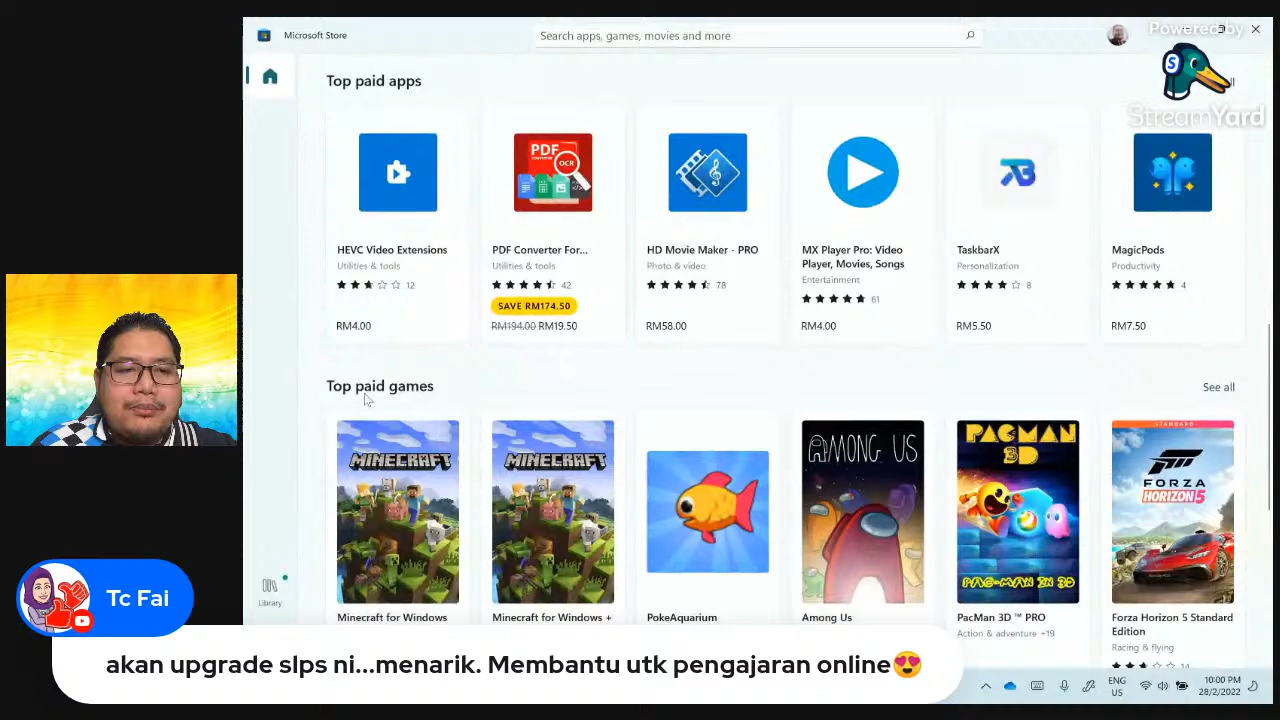 Microsoft Store
Search apps, games, movies and more
Powered by
StreamYard
Top paid apps
HEVC Video Extensions
Utilities & tools
12
RM4.00
PDF
CONVERTER
OCR
PDF Converter For...
Utilities & tools
42
SAVE RM174.50
RM194.00 RM19.50
HD Movie Maker - PRO
Photo & video
78
RM58.00
MX Player Pro: Video
Player, Movies, Songs
Entertainment
61
RM4.00
TaskbarX
Personalization
8
RM5.50
MagicPods
Productivity
4
RM7.50
Top paid games
See all
MINECRAFT
Minecraft for Windows
MINECRAFT
Minecraft for Windows +
PokeAquarium
AMONG US
Among Us
PACMAN
3D
PAC-MAN IN 3D
PacMan 3D ™ PRO
Action & adventure +19
STANDARD
FORZA
HORIZON 5
Forza Horizon 5 Standard
Edition
Racing & flying
14
Library
Tc Fai
akan upgrade slps ni...menarik. Membantu utk pengajaran online😍
ENG
US
10:00 PM
28/2/2022